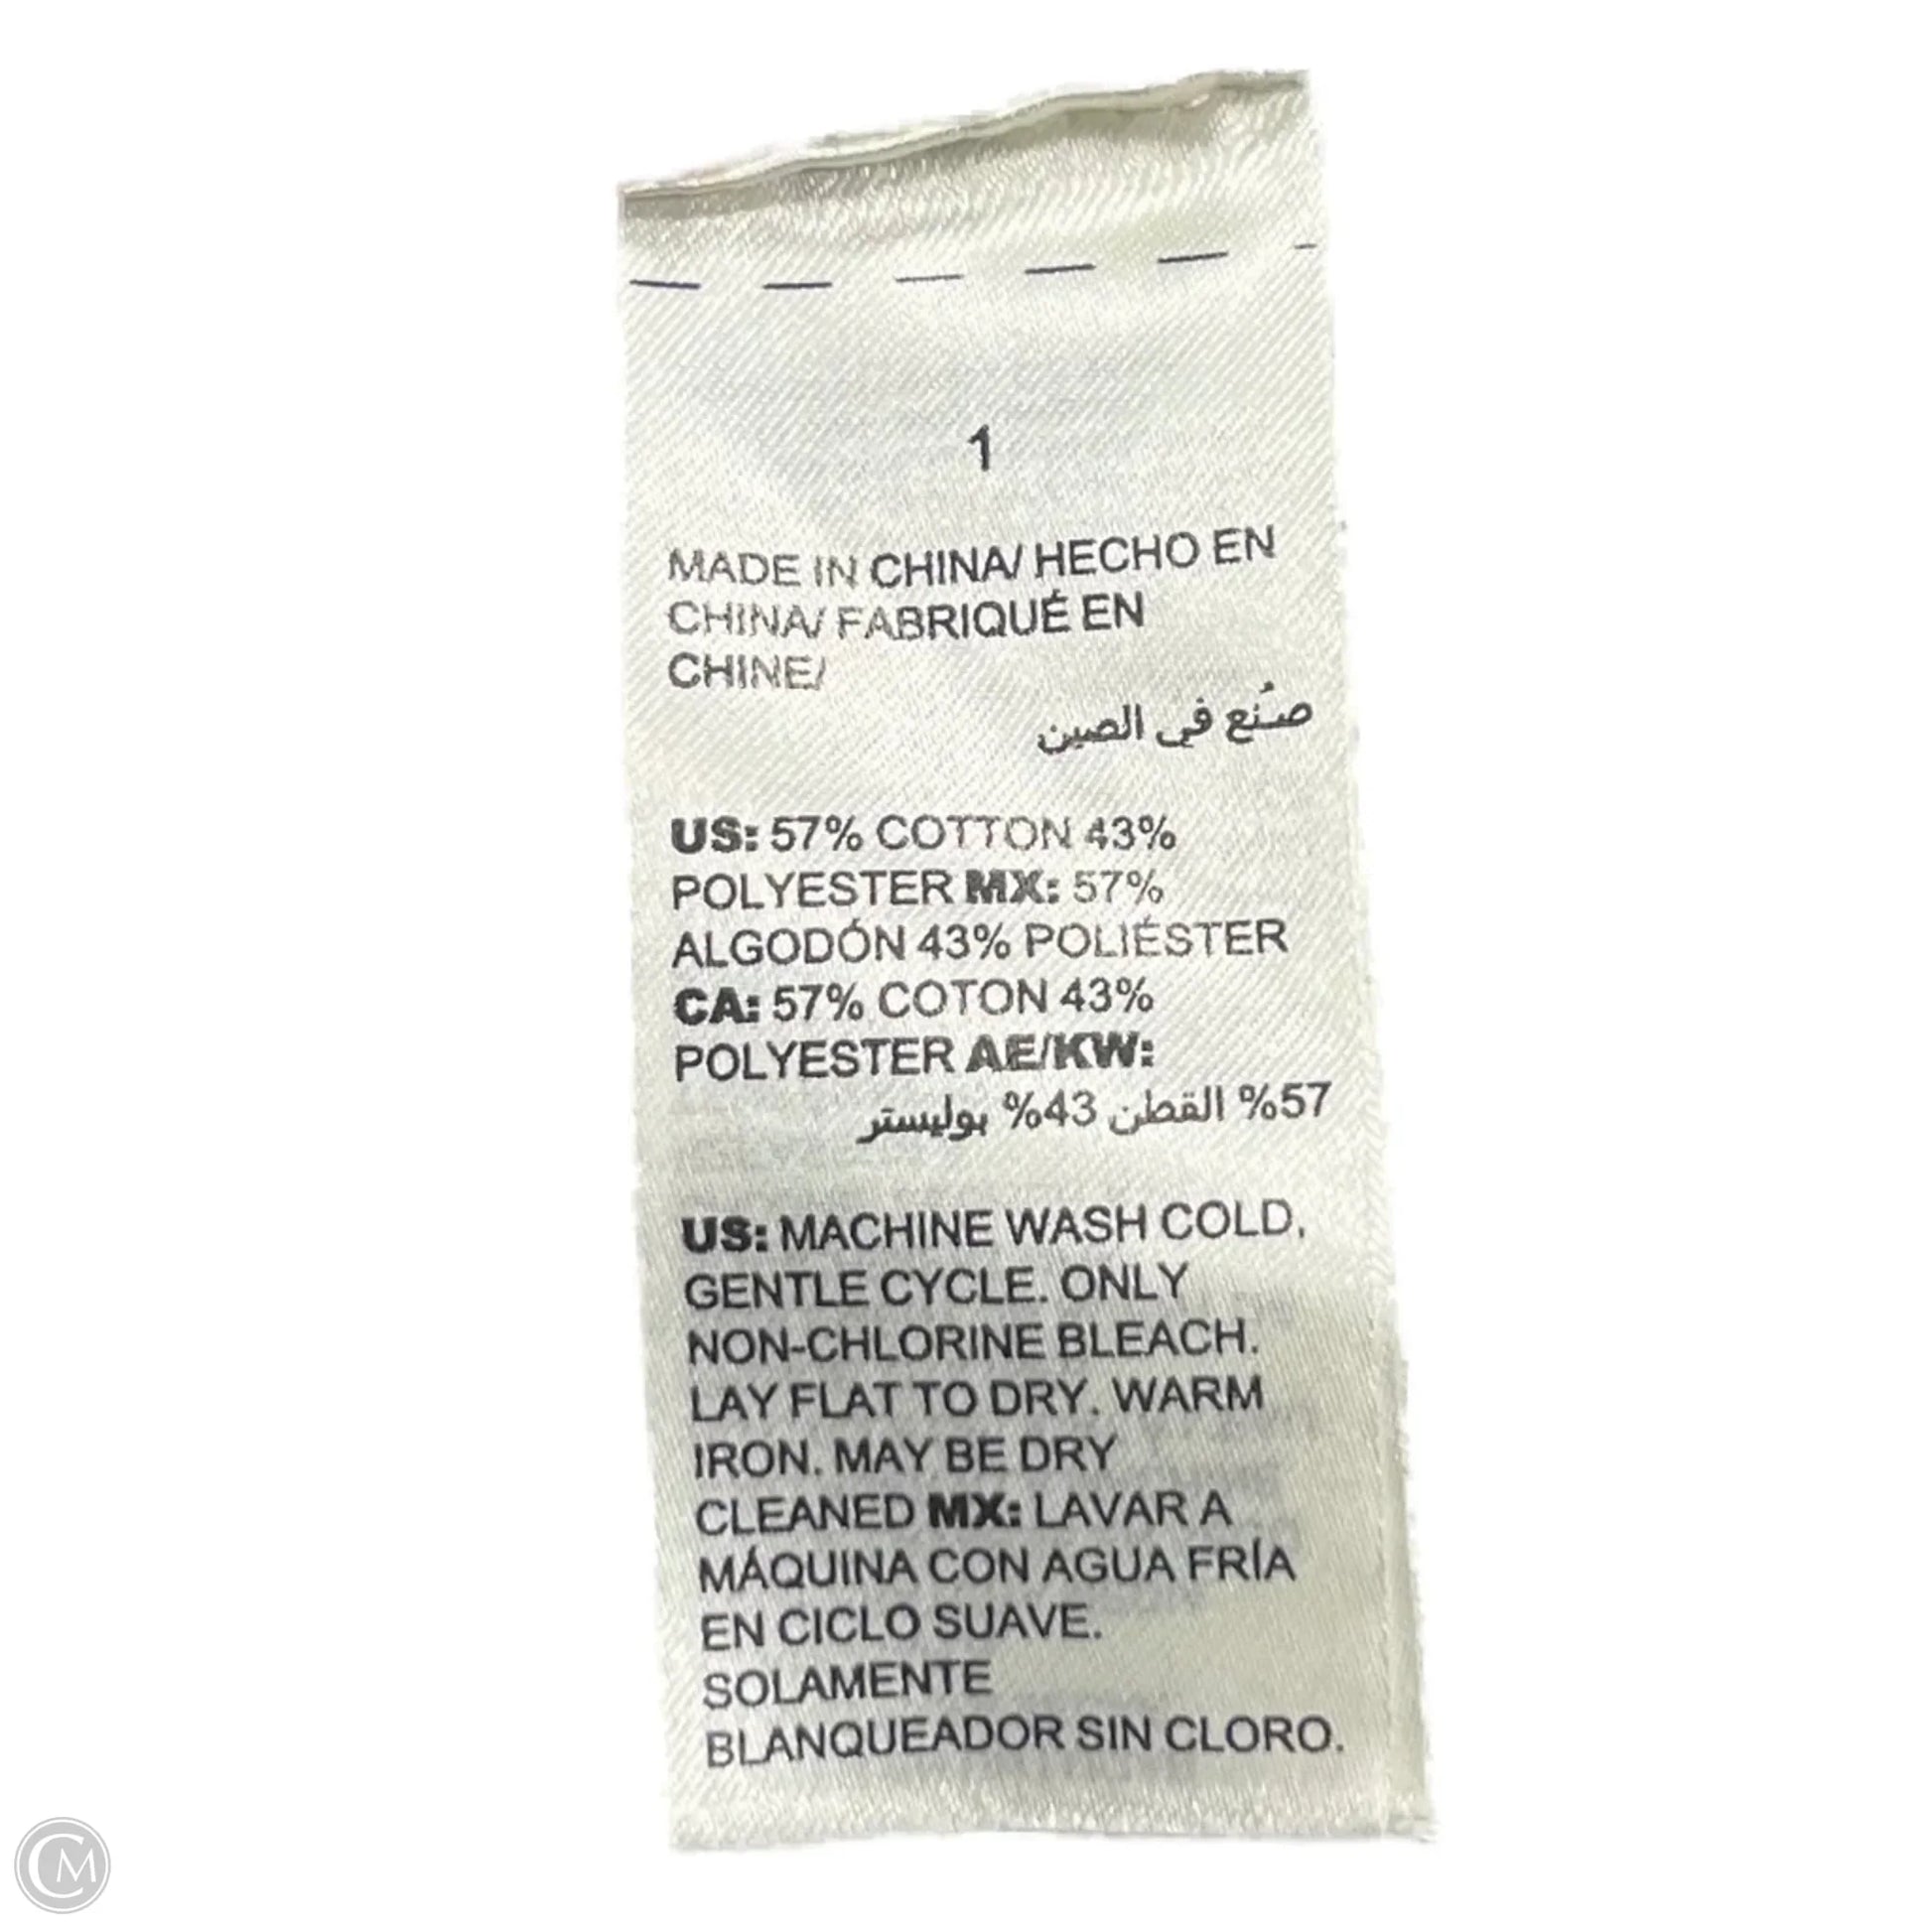 1
MADE IN CHINA/ HECHO EN
CHINA/ FABRIQUÉ EN
CHINE/
صُنع في الصين
US: 57% COTTON 43%
POLYESTER MX: 57%
ALGODÓN 43% POLIÉSTER
CA: 57% COTON 43%
POLYESTER AE/KW:
57% القطن 43% بوليستر
US: MACHINE WASH COLD,
GENTLE CYCLE. ONLY
NON-CHLORINE BLEACH.
LAY FLAT TO DRY. WARM
IRON. MAY BE DRY
CLEANED MX: LAVAR A
MÁQUINA CON AGUA FRÍA
EN CICLO SUAVE.
SOLAMENTE
BLANQUEADOR SIN CLORO.
CM